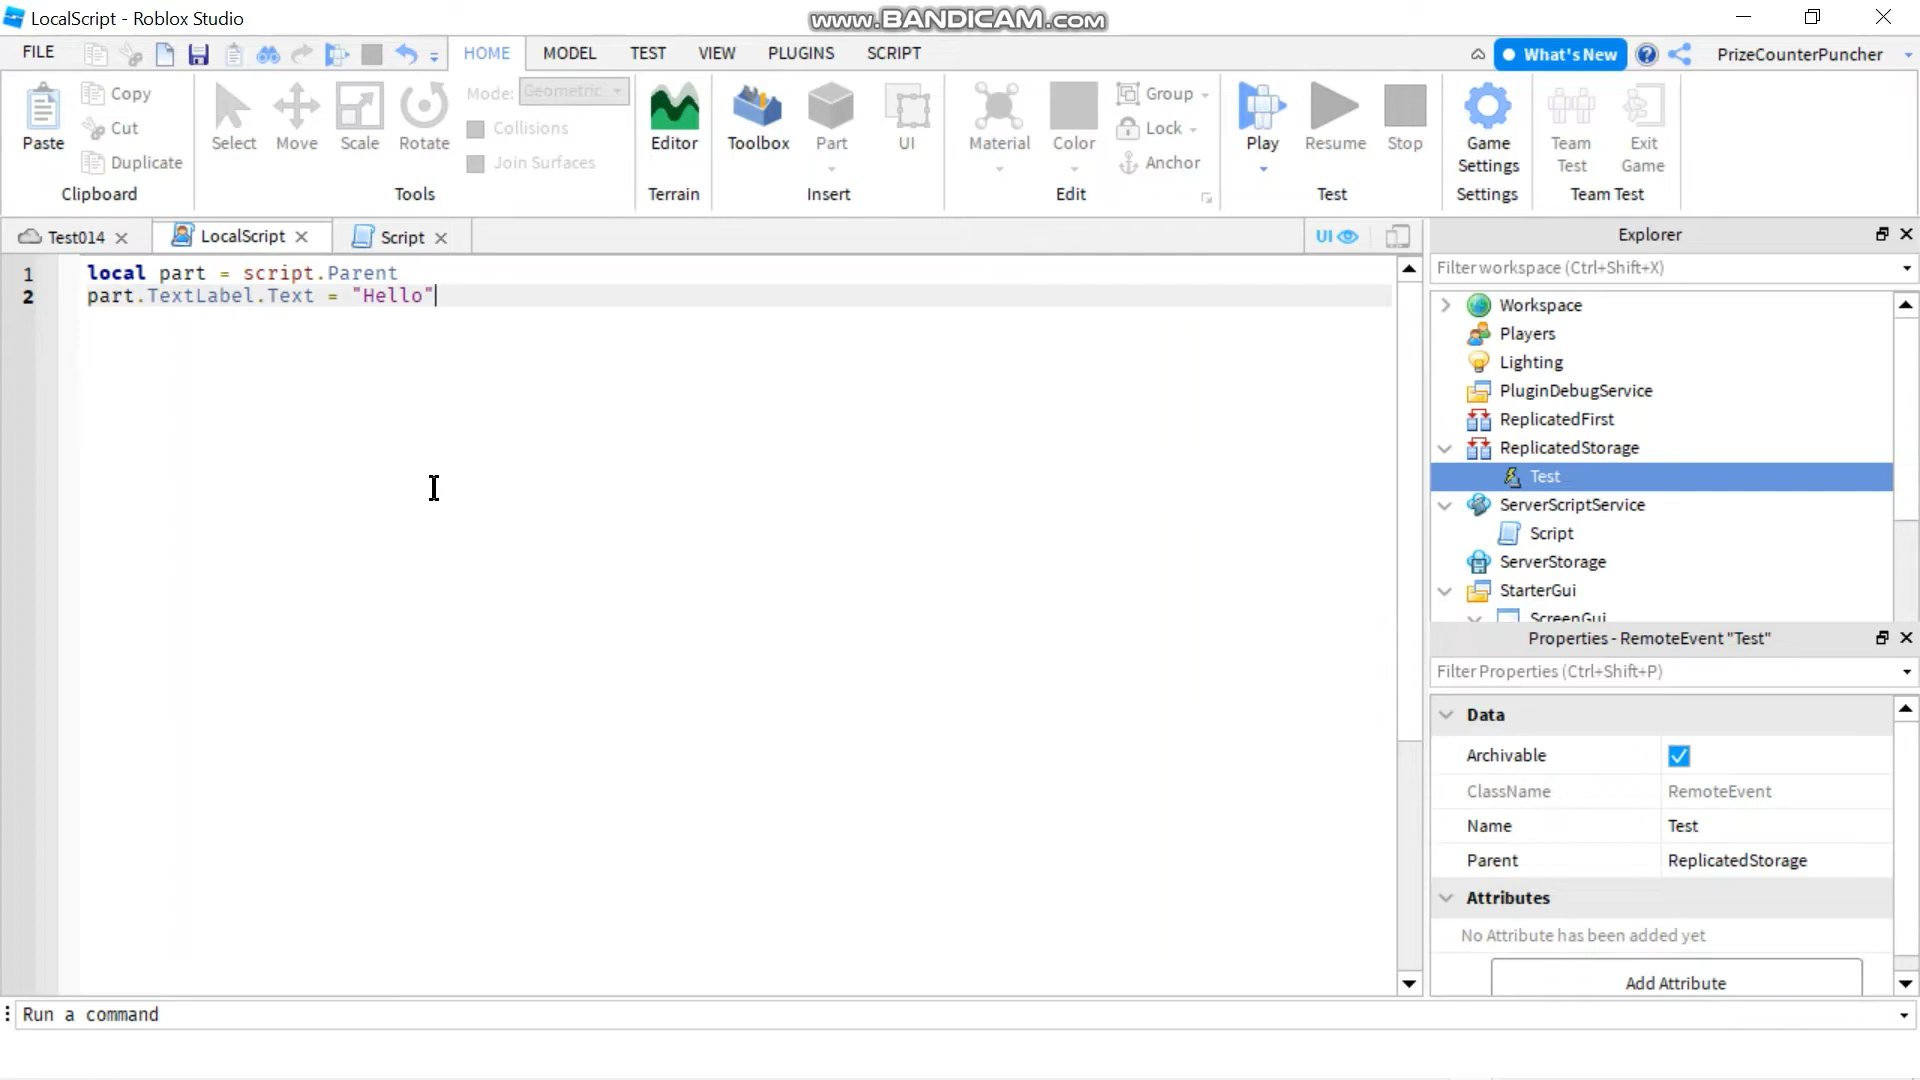 LocalScript - Roblox Studio
www.BANDICAM.com
FILE
HOME
MODEL
TEST
VIEW
PLUGINS
SCRIPT
What's New
PrizeCounterPuncher
Paste
Copy
Cut
Duplicate
Clipboard
Select
Move
Scale
Rotate
Mode:
Geometric
Collisions
Join Surfaces
Tools
Editor
Terrain
Toolbox
Part
UI
Insert
Material
Color
Group
Lock
Anchor
Edit
Play
Resume
Stop
Test
Game
Settings
Settings
Team
Test
Exit
Game
Team Test
Test014
LocalScript
Script
UI
1 local part = script.Parent
2 part.TextLabel.Text = "Hello"
Explorer
Filter workspace (Ctrl+Shift+X)
Workspace
Players
Lighting
PluginDebugService
ReplicatedFirst
ReplicatedStorage
Test
ServerScriptService
Script
ServerStorage
StarterGui
ScreenGui
Properties - RemoteEvent "Test"
Filter Properties (Ctrl+Shift+P)
Data
Archivable
ClassName RemoteEvent
Name Test
Parent ReplicatedStorage
Attributes
No Attribute has been added yet
Add Attribute
Run a command